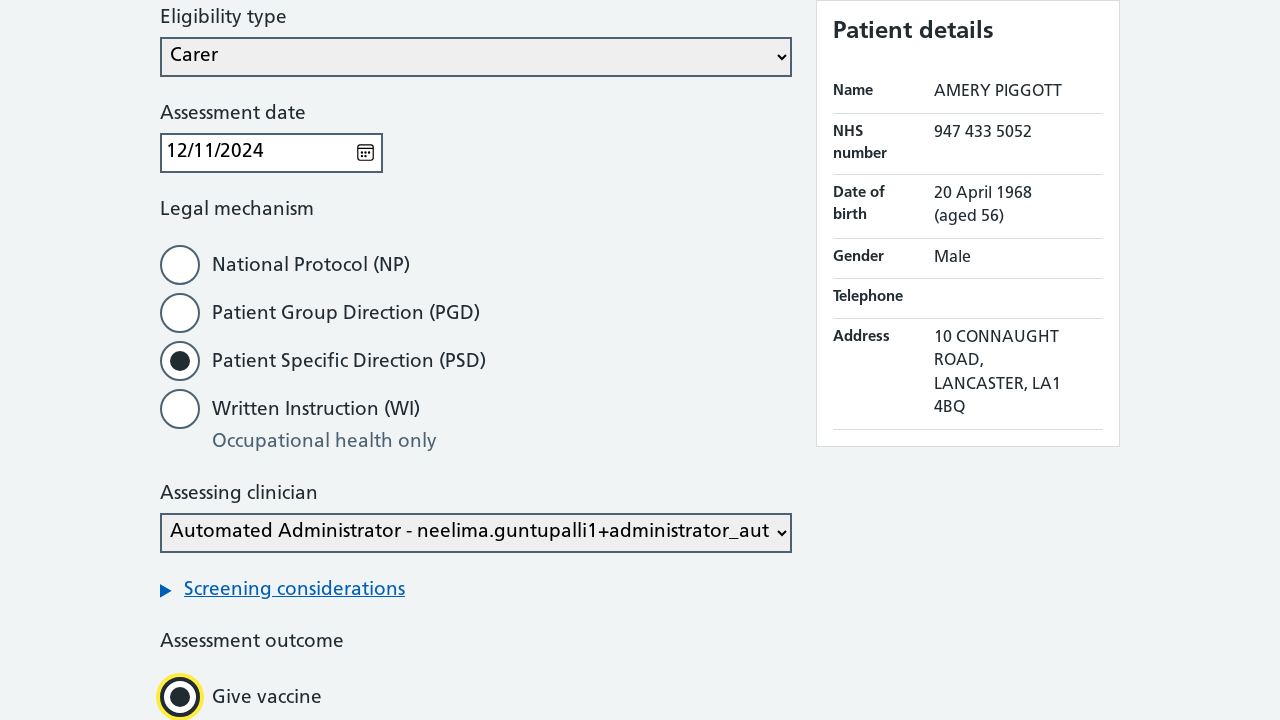 Eligibility type
Carer
Assessment date
12/11/2024
Legal mechanism
National Protocol (NP)
Patient Group Direction (PGD)
Patient Specific Direction (PSD)
Written Instruction (WI)
Occupational health only
Assessing clinician
Automated Administrator - neelima.guntupalli1+administrator_aut
Screening considerations
Assessment outcome
Give vaccine
Patient details
Name AMERY PIGGOTT
NHS number 947 433 5052
Date of birth 20 April 1968 (aged 56)
Gender Male
Telephone
Address 10 CONNAUGHT
ROAD,
LANCASTER, LA1
4BQ